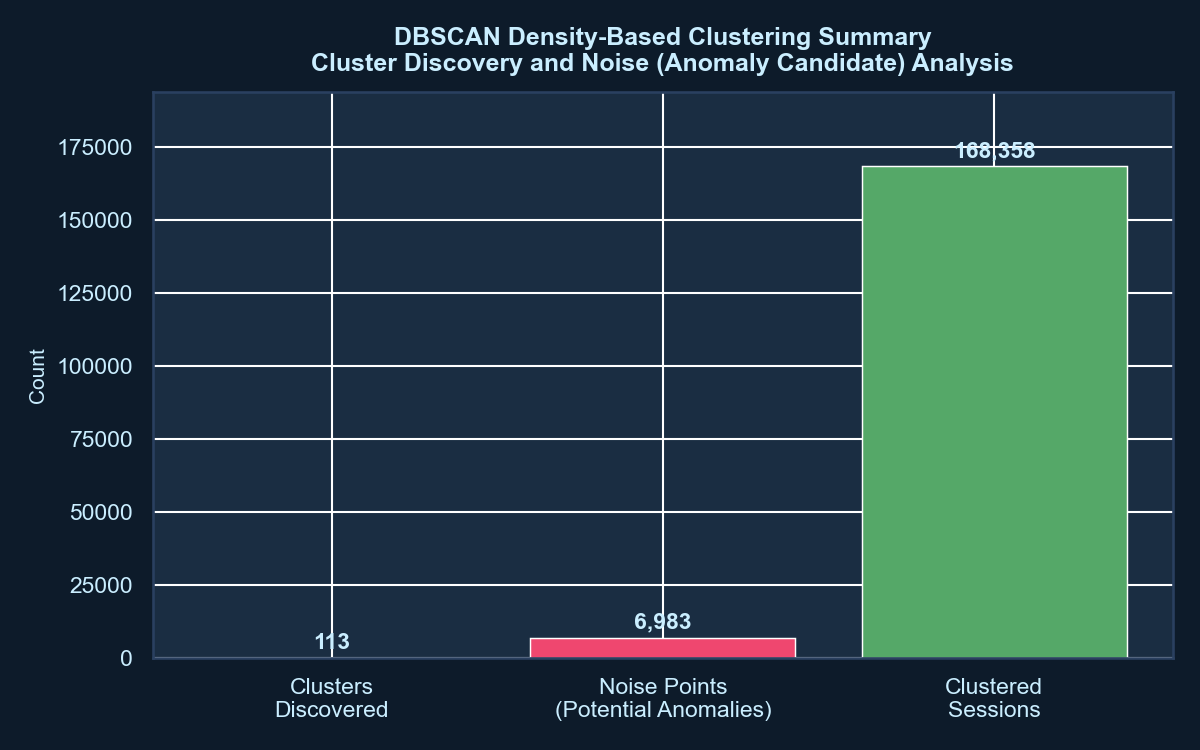 DBSCAN Density-Based Clustering Summary
Cluster Discovery and Noise (Anomaly Candidate) Analysis
175000
150000
125000
100000
75000
50000
25000
0
Count
113
6,983
168,358
Clusters
Discovered
Noise Points
(Potential Anomalies)
Clustered
Sessions